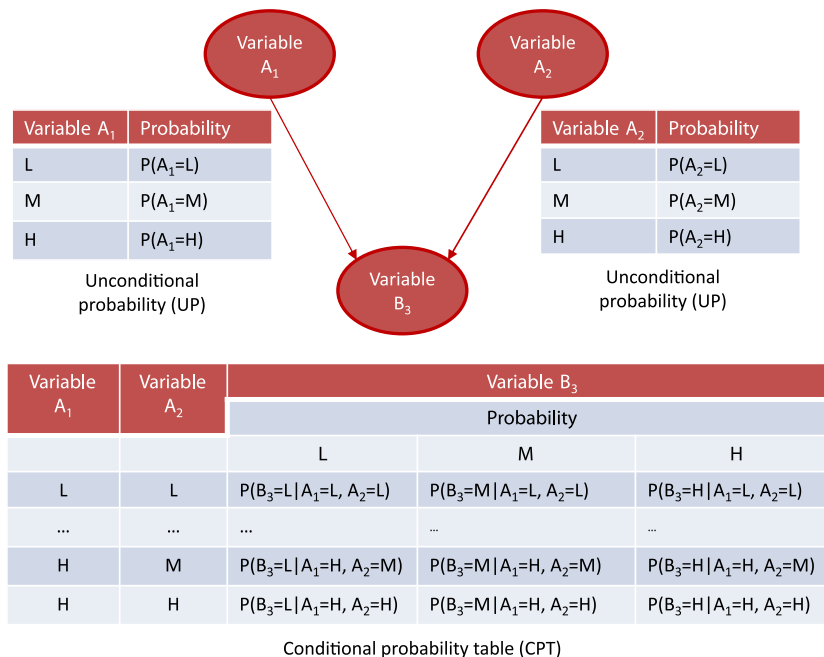 Variable
A₁
Variable
A₂
Variable A₁ Probability
L P(A₁=L)
M P(A₁=M)
H P(A₁=H)
Unconditional
probability (UP)
Variable A₂ Probability
L P(A₂=L)
M P(A₂=M)
H P(A₂=H)
Unconditional
probability (UP)
Variable
B₃
Variable
A₁
Variable
A₂
Variable B₃
Probability
L M H
L L P(B₃=L|A₁=L, A₂=L) P(B₃=M|A₁=L, A₂=L) P(B₃=H|A₁=L, A₂=L)
... ... ... ... ...
H M P(B₃=L|A₁=H, A₂=M) P(B₃=M|A₁=H, A₂=M) P(B₃=H|A₁=H, A₂=M)
H H P(B₃=L|A₁=H, A₂=H) P(B₃=M|A₁=H, A₂=H) P(B₃=H|A₁=H, A₂=H)
Conditional probability table (CPT)